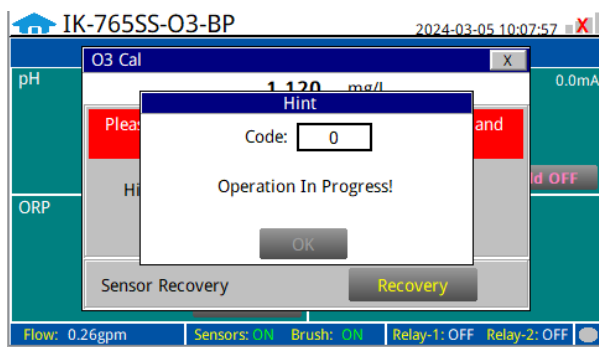 IK-765SS-O3-BP
2024-03-05 10:07:57
O3 Cal X
pH
1.120 mg/l
0.0mA
Hint
Code: 0
and
Operation In Progress!
OFF
ORP
OK
Sensor Recovery Recovery
Flow: 0.26gpm Sensors: ON Brush: ON Relay-1: OFF Relay-2: OFF